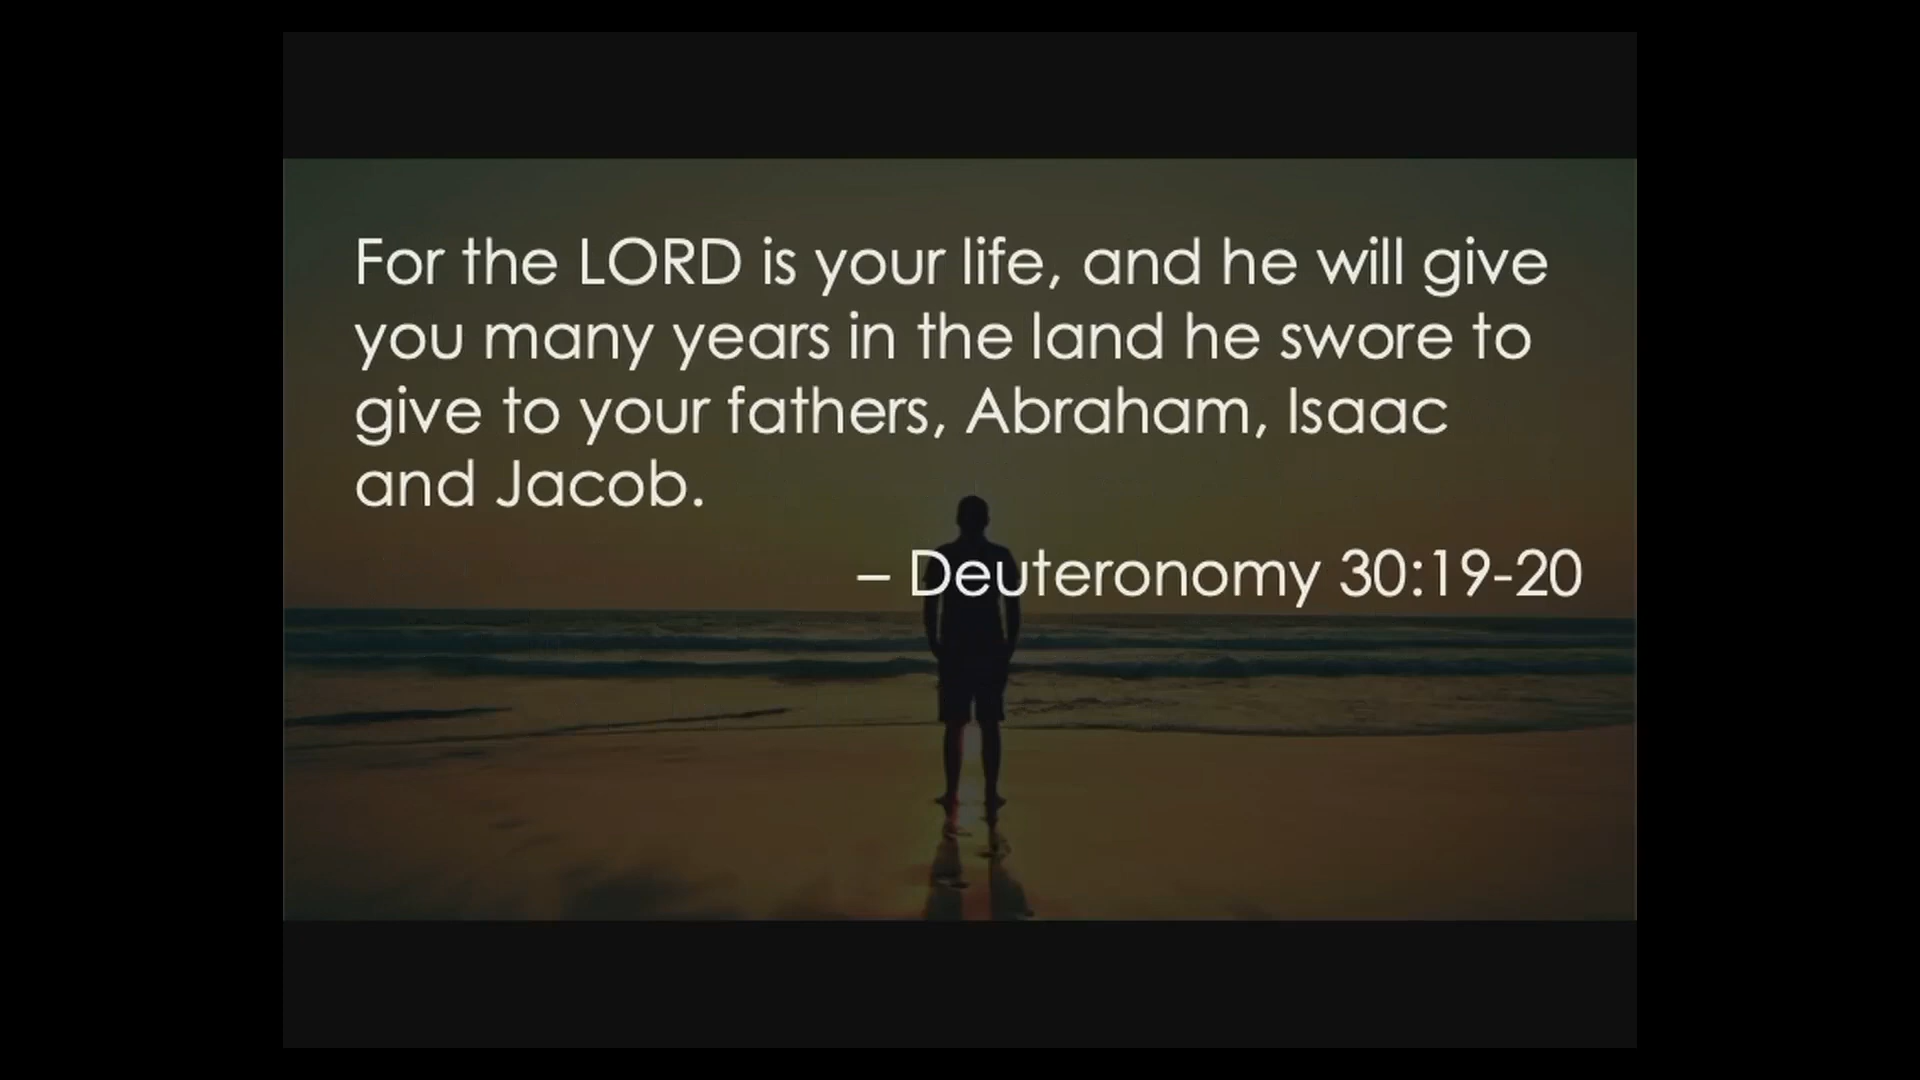 For the LORD is your life, and he will give
you many years in the land he swore to
give to your fathers, Abraham, Isaac
and Jacob.
– Deuteronomy 30:19-20